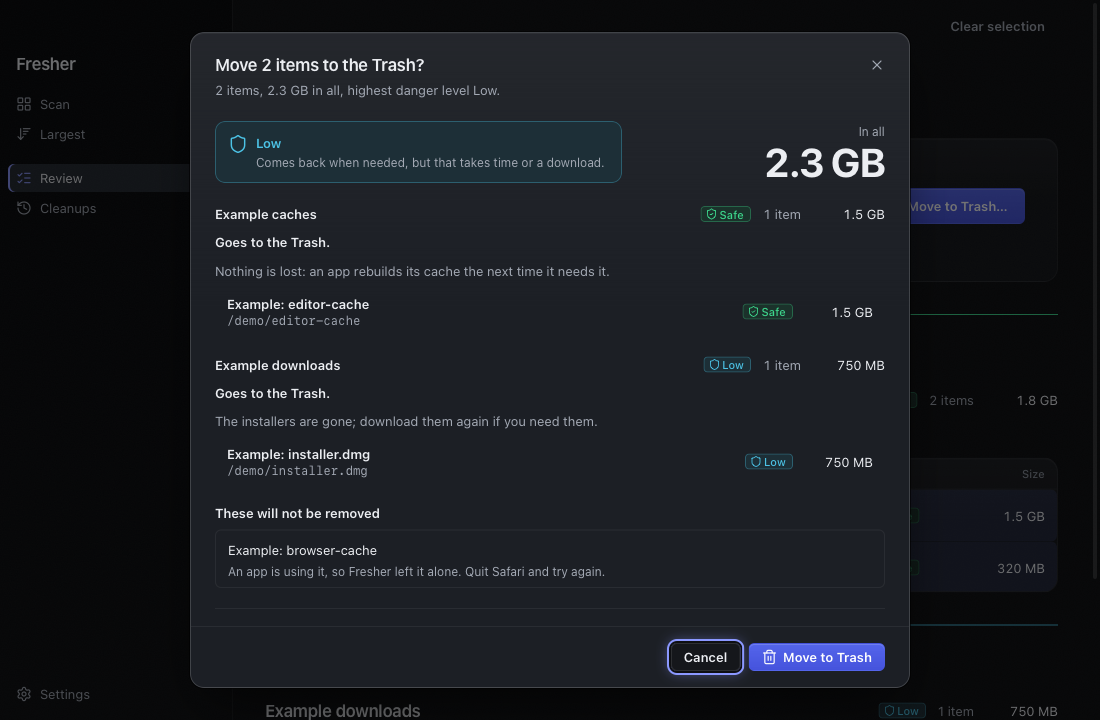 Clear selection
Fresher
Scan
Largest
Review
Cleanups
Settings
Move 2 items to the Trash?
2 items, 2.3 GB in all, highest danger level Low.
Low
Comes back when needed, but that takes time or a download.
In all
2.3 GB
Example caches Safe 1 item 1.5 GB
Goes to the Trash.
Nothing is lost: an app rebuilds its cache the next time it needs it.
Example: editor-cache Safe 1.5 GB
/demo/editor-cache
Example downloads Low 1 item 750 MB
Goes to the Trash.
The installers are gone; download them again if you need them.
Example: installer.dmg Low 750 MB
/demo/installer.dmg
These will not be removed
Example: browser-cache
An app is using it, so Fresher left it alone. Quit Safari and try again.
Cancel Move to Trash
Move to Trash...
2 items 1.8 GB
Size
1.5 GB
320 MB
Example downloads Low 1 item 750 MB